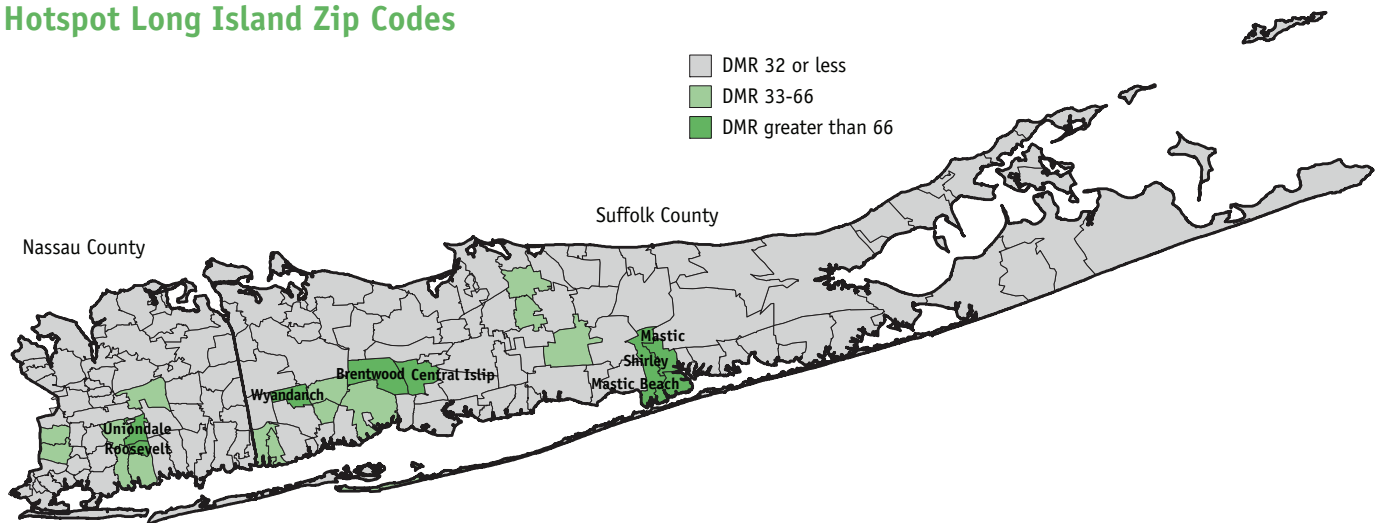 Hotspot Long Island Zip Codes
DMR 32 or less
DMR 33-66
DMR greater than 66
Suffolk County
Nassau County
Mastic
Shirley
Mastic Beach
Brentwood
Central Islip
Wyandanch
Uniondale
Roosevelt